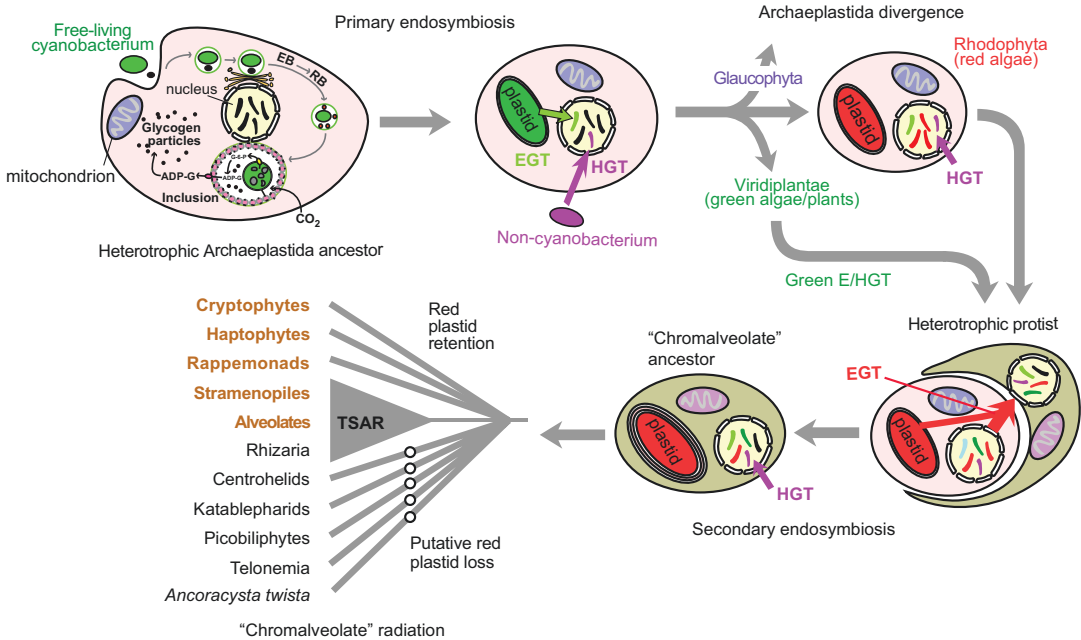 Free-living
cyanobacterium
EB
RB
nucleus
Glycogen
particles
mitochondrion
G-6-P
ADP-G
ADP-G
Inclusion
CO2
Heterotrophic Archaeplastida ancestor
Primary endosymbiosis
plastid
EGT
HGT
Non-cyanobacterium
Archaeplastida divergence
Glaucophyta
Rhodophyta
(red algae)
plastid
HGT
Viridiplantae
(green algae/plants)
Green E/HGT
Heterotrophic protist
EGT
plastid
Secondary endosymbiosis
“Chromalveolate”
ancestor
plastid
HGT
Red
plastid
retention
Cryptophytes
Haptophytes
Rappemonads
Stramenopiles
Alveolates
TSAR
Rhizaria
Centrohelids
Katablepharids
Picobiliphytes
Telonemia
Ancoracysta twista
Putative red
plastid loss
“Chromalveolate” radiation